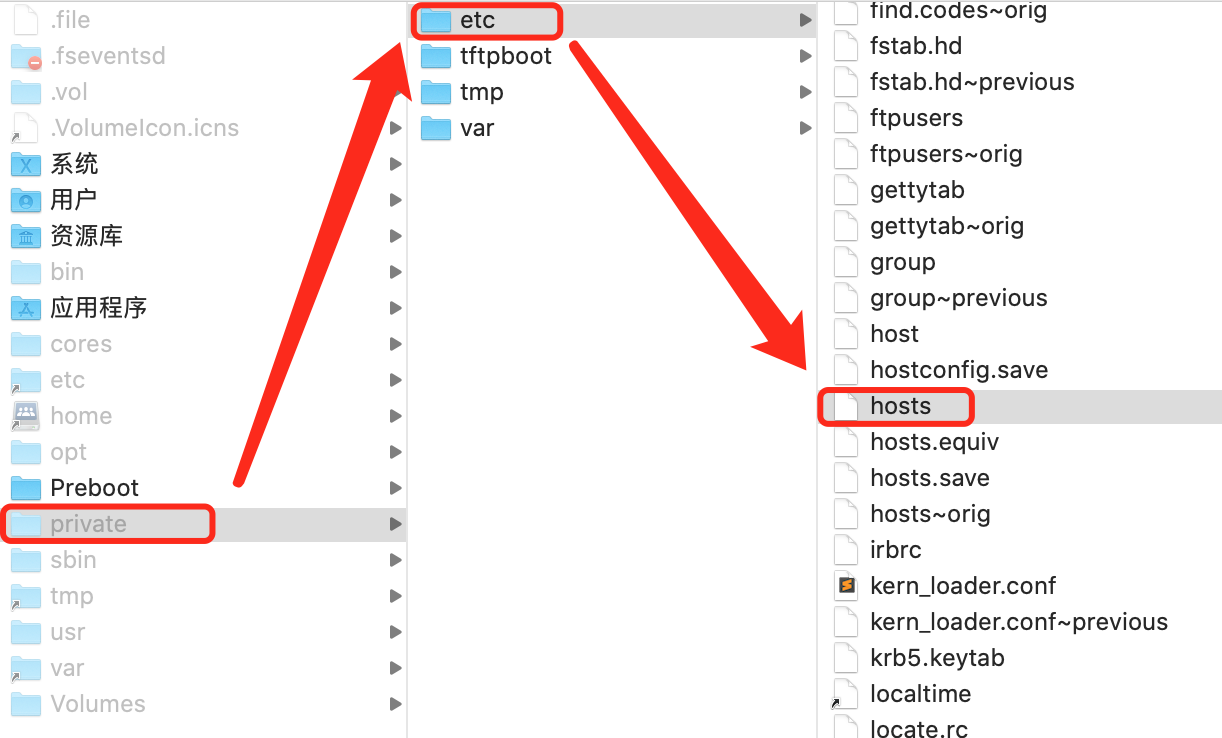 .file
.fseventsd
.vol
.VolumeIcon.icns
系统
用户
资源库
bin
应用程序
cores
etc
home
opt
Preboot
private
sbin
tmp
usr
var
Volumes
etc
tftpboot
tmp
var
find.codes~orig
fstab.hd
fstab.hd~previous
ftpusers
ftpusers~orig
gettytab
gettytab~orig
group
group~previous
host
hostconfig.save
hosts
hosts.equiv
hosts.save
hosts~orig
irbrc
kern_loader.conf
kern_loader.conf~previous
krb5.keytab
localtime
locate.rc